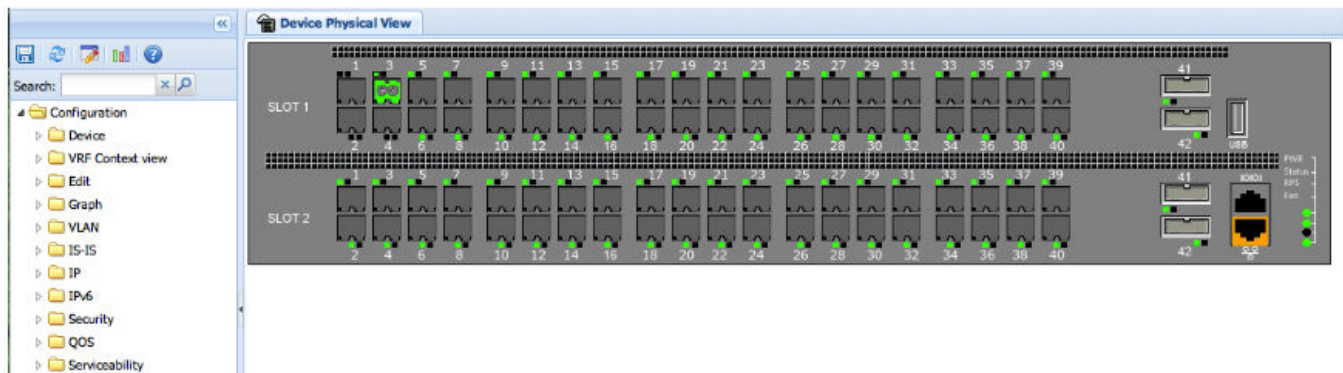 Device Physical View
Search:
Configuration
Device
VRF Context view
Edit
Graph
VLAN
IS-IS
IP
IPv6
Security
QOS
Serviceability
1 3 5 7 9 11 13 15 17 19 21 23 25 27 29 31 33 35 37 39 41
SLOT 1
2 4 6 8 10 12 14 16 18 20 22 24 26 28 30 32 34 36 38 40 42 USB
1 3 5 7 9 11 13 15 17 19 21 23 25 27 29 31 33 35 37 39 41 IOIOI
SLOT 2
2 4 6 8 10 12 14 16 18 20 22 24 26 28 30 32 34 36 38 40 42
PWR
Status
RPS
Fan